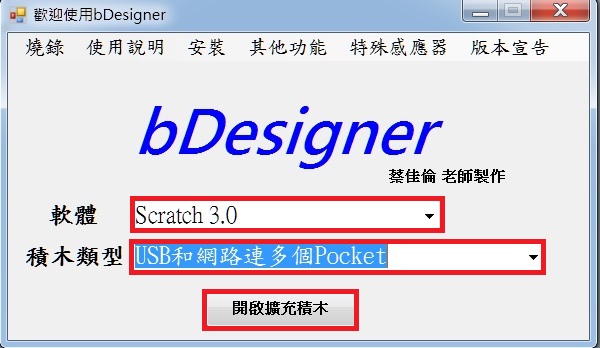 歡迎使用bDesigner
燒錄 使用說明 安裝 其他功能 特殊感應器 版本宣告
bDesigner
蔡佳倫 老師製作
軟體 Scratch 3.0
積木類型 USB和網路連多個Pocket
開啟擴充積木